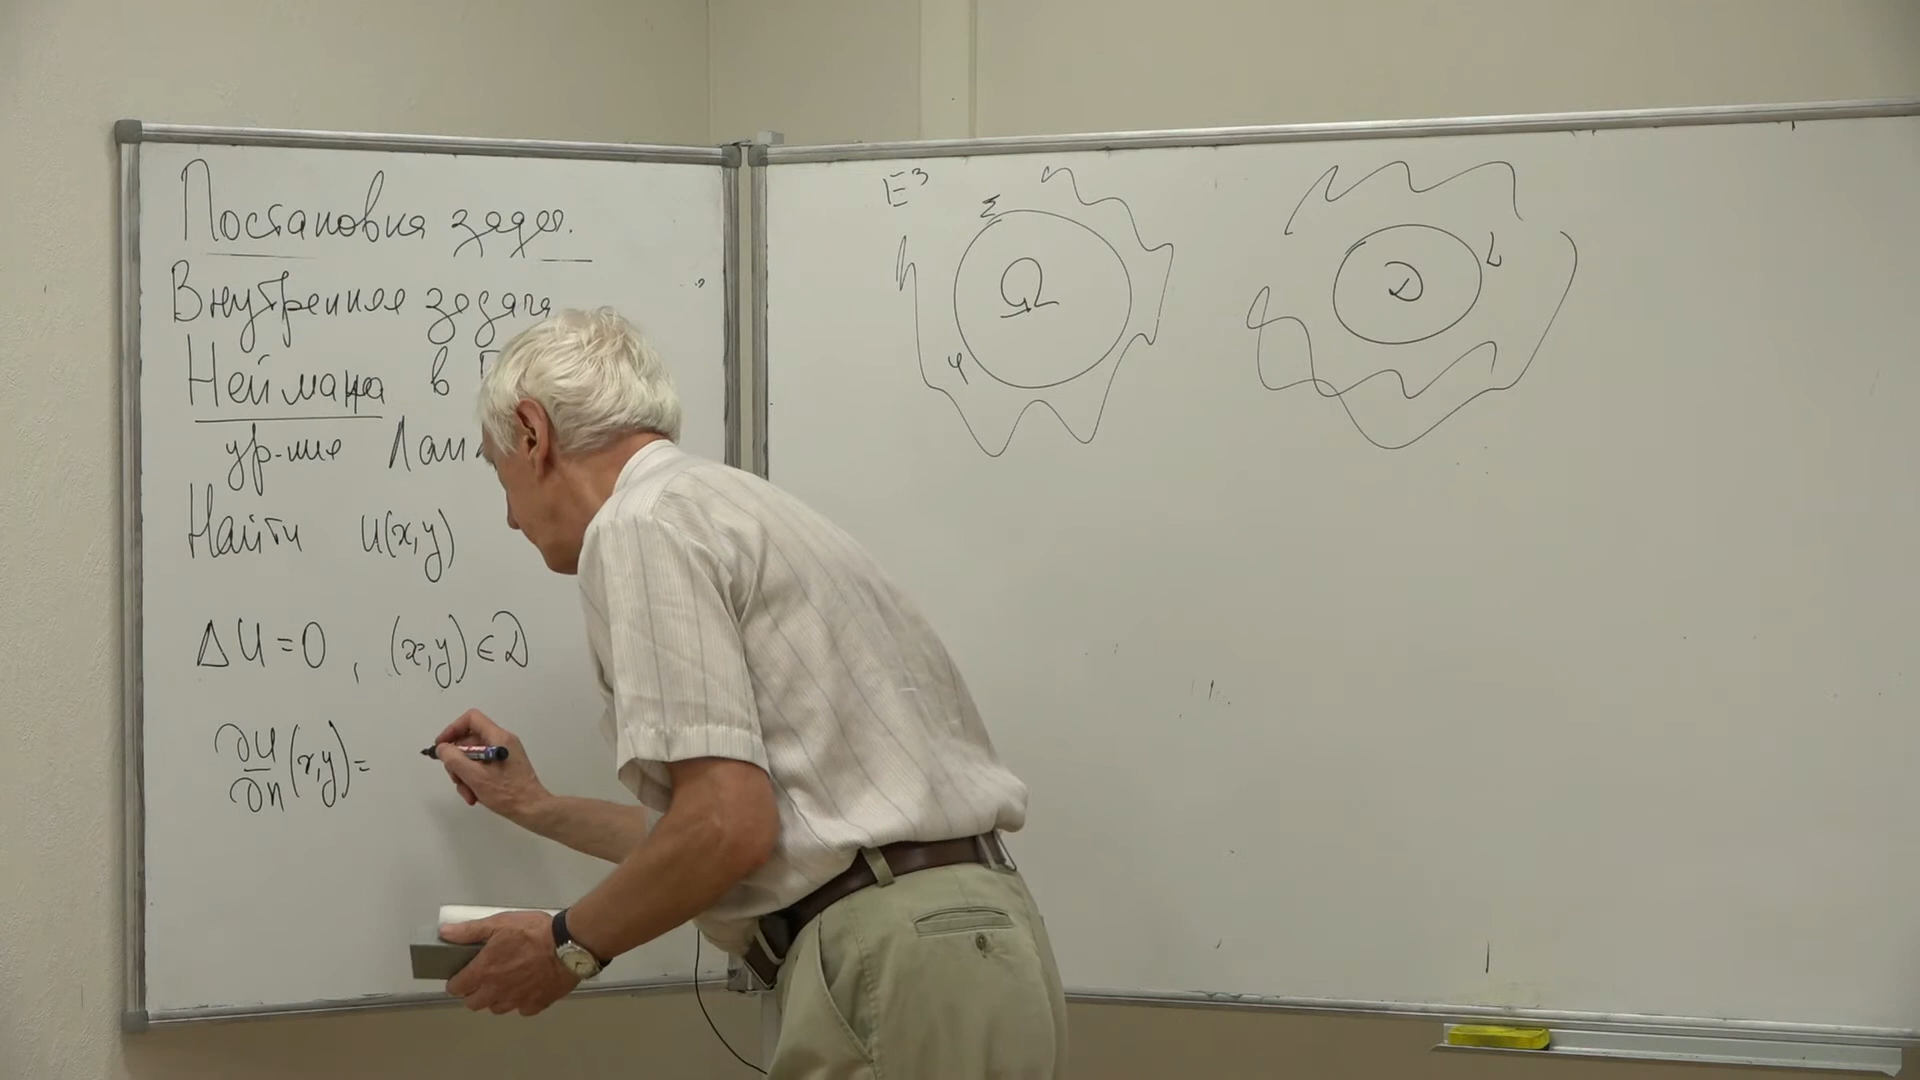 Постановка задач.
Внутренняя задача
Неймана в
ур-ние Лап
Найти u(x,y)
Δu=0, (x,y)∈D
∂u/∂n (x,y)=
E³
Σ
Ω
φ
D
L